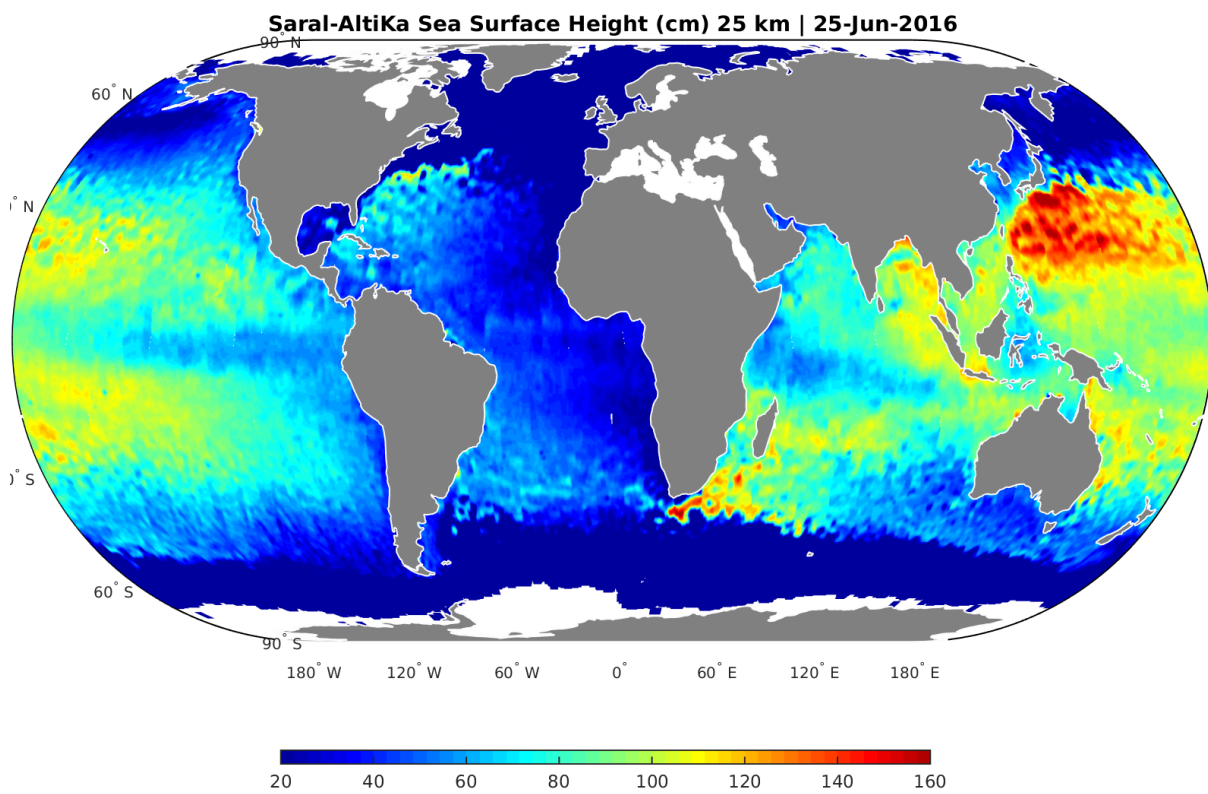 Saral-AltiKa Sea Surface Height (cm) 25 km | 25-Jun-2016
90° N
60° N
° N
° S
60° S
90° S
180° W 120° W 60° W 0° 60° E 120° E 180° E
20 40 60 80 100 120 140 160